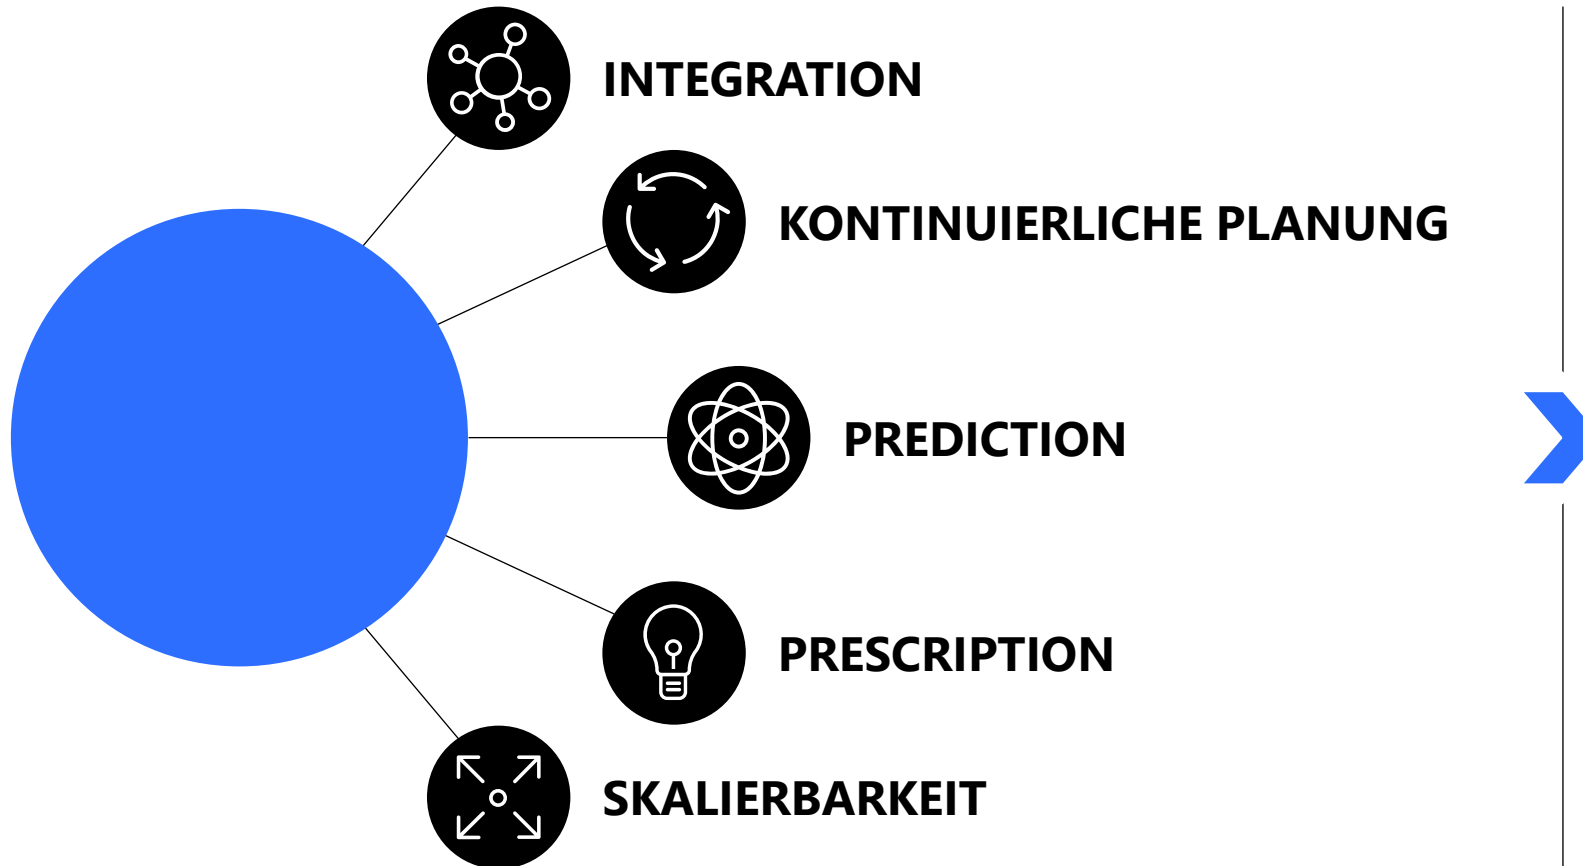 INTEGRATION
KONTINUIERLICHE PLANUNG
PREDICTION
PRESCRIPTION
SKALIERBARKEIT